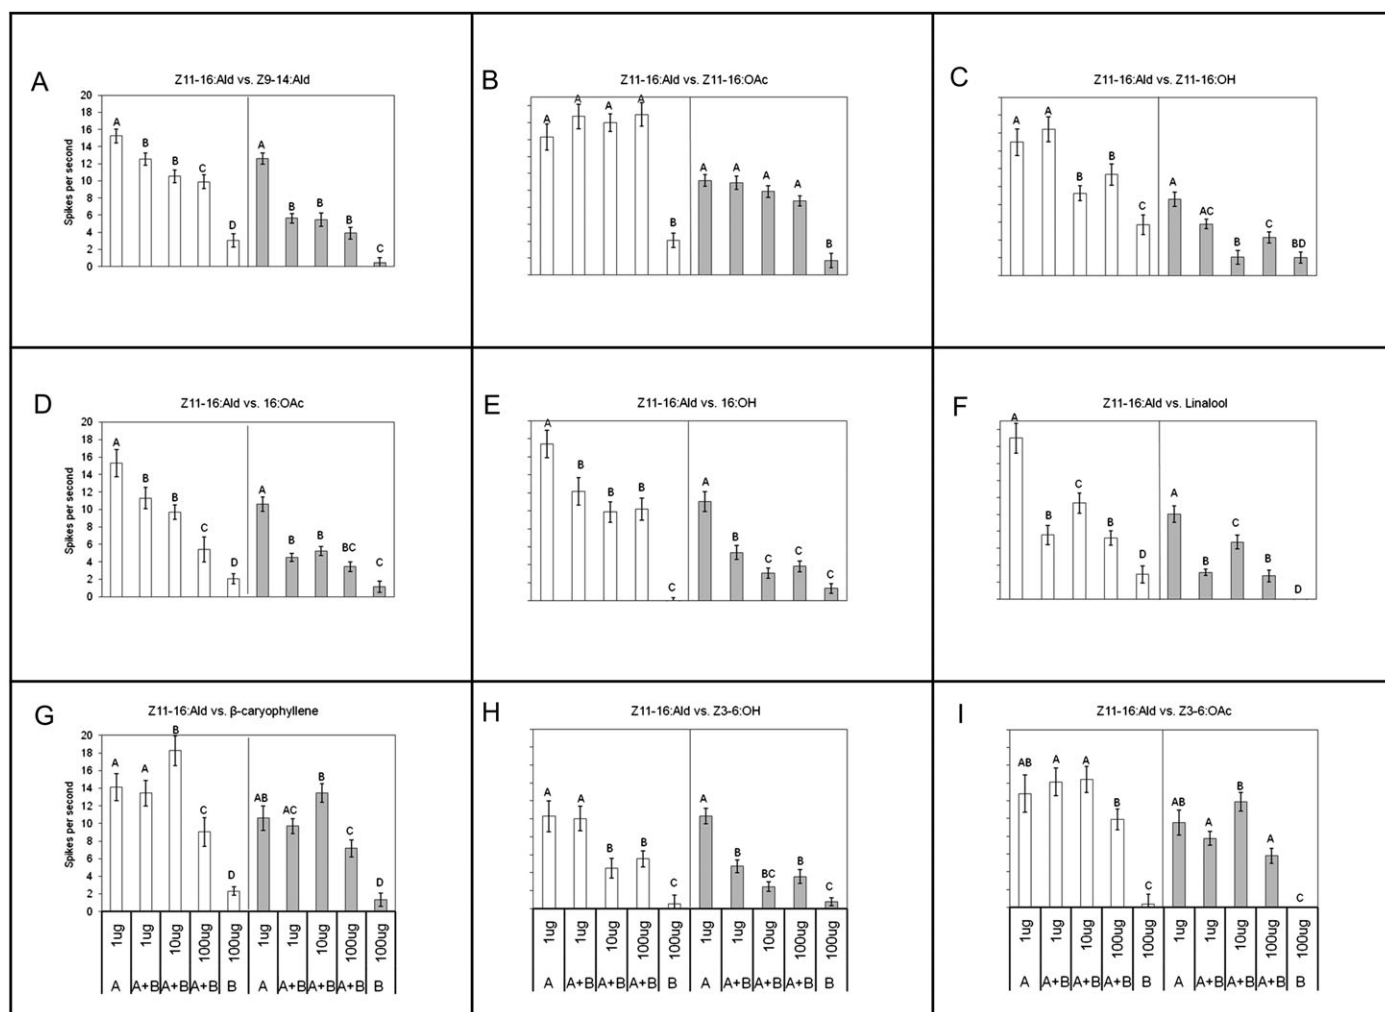 A
Z11-16:Ald vs. Z9-14:Ald
Spikes per second
20
18
16
14
12
10
8
6
4
2
0
A
B
B
C
D
A
B
B
B
C
B
Z11-16:Ald vs. Z11-16:OAc
A
A
A
A
B
A
A
A
A
B
C
Z11-16:Ald vs. Z11-16:OH
A
A
B
B
C
A
AC
B
C
BD
D
Z11-16:Ald vs. 16:OAc
Spikes per second
20
18
16
14
12
10
8
6
4
2
0
A
B
B
C
D
A
B
B
BC
C
E
Z11-16:Ald vs. 16:OH
A
B
B
B
C
A
B
C
C
C
F
Z11-16:Ald vs. Linalool
A
B
C
B
D
A
B
C
B
D
G
Z11-16:Ald vs. β-caryophyllene
Spikes per second
20
18
16
14
12
10
8
6
4
2
0
A
A
B
C
D
AB
AC
B
C
D
1ug 1ug 10ug 100ug 100ug 1ug 1ug 10ug 100ug 100ug
A A+B A+B A+B B A A+B A+B A+B B
H
Z11-16:Ald vs. Z3-6:OH
A
A
B
B
C
A
B
BC
B
C
1ug 1ug 10ug 100ug 100ug 1ug 1ug 10ug 100ug 100ug
A A+B A+B A+B B A A+B A+B A+B B
I
Z11-16:Ald vs. Z3-6:OAc
AB
A
A
B
C
AB
A
B
A
C
1ug 1ug 10ug 100ug 100ug 1ug 1ug 10ug 100ug 100ug
A A+B A+B A+B B A A+B A+B A+B B